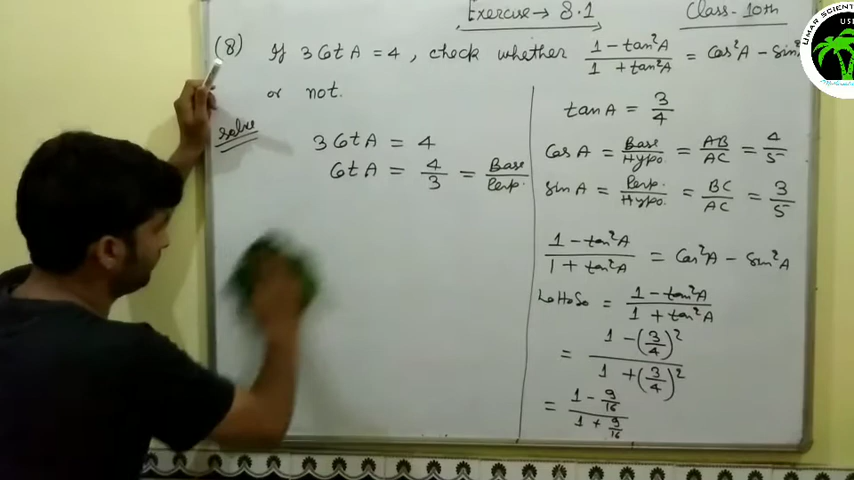 Exercise → 8.1 Class-10th
(8) If 3 Cot A = 4, check whether (1 - tan²A)/(1 + tan²A) = Cos²A - Sin²
or not.
Solve
3 Cot A = 4
Cot A = 4/3 = Base/Perp.
tan A = 3/4
Cos A = Base/Hypo. = AB/AC = 4/5
Sin A = Perp./Hypo. = BC/AC = 3/5
(1 - tan²A)/(1 + tan²A) = Cos²A - Sin²A
L.H.S. = (1 - tan²A)/(1 + tan²A)
= (1 - (3/4)²)/(1 + (3/4)²)
= (1 - 9/16)/(1 + 9/16)
UMAR SCIEN